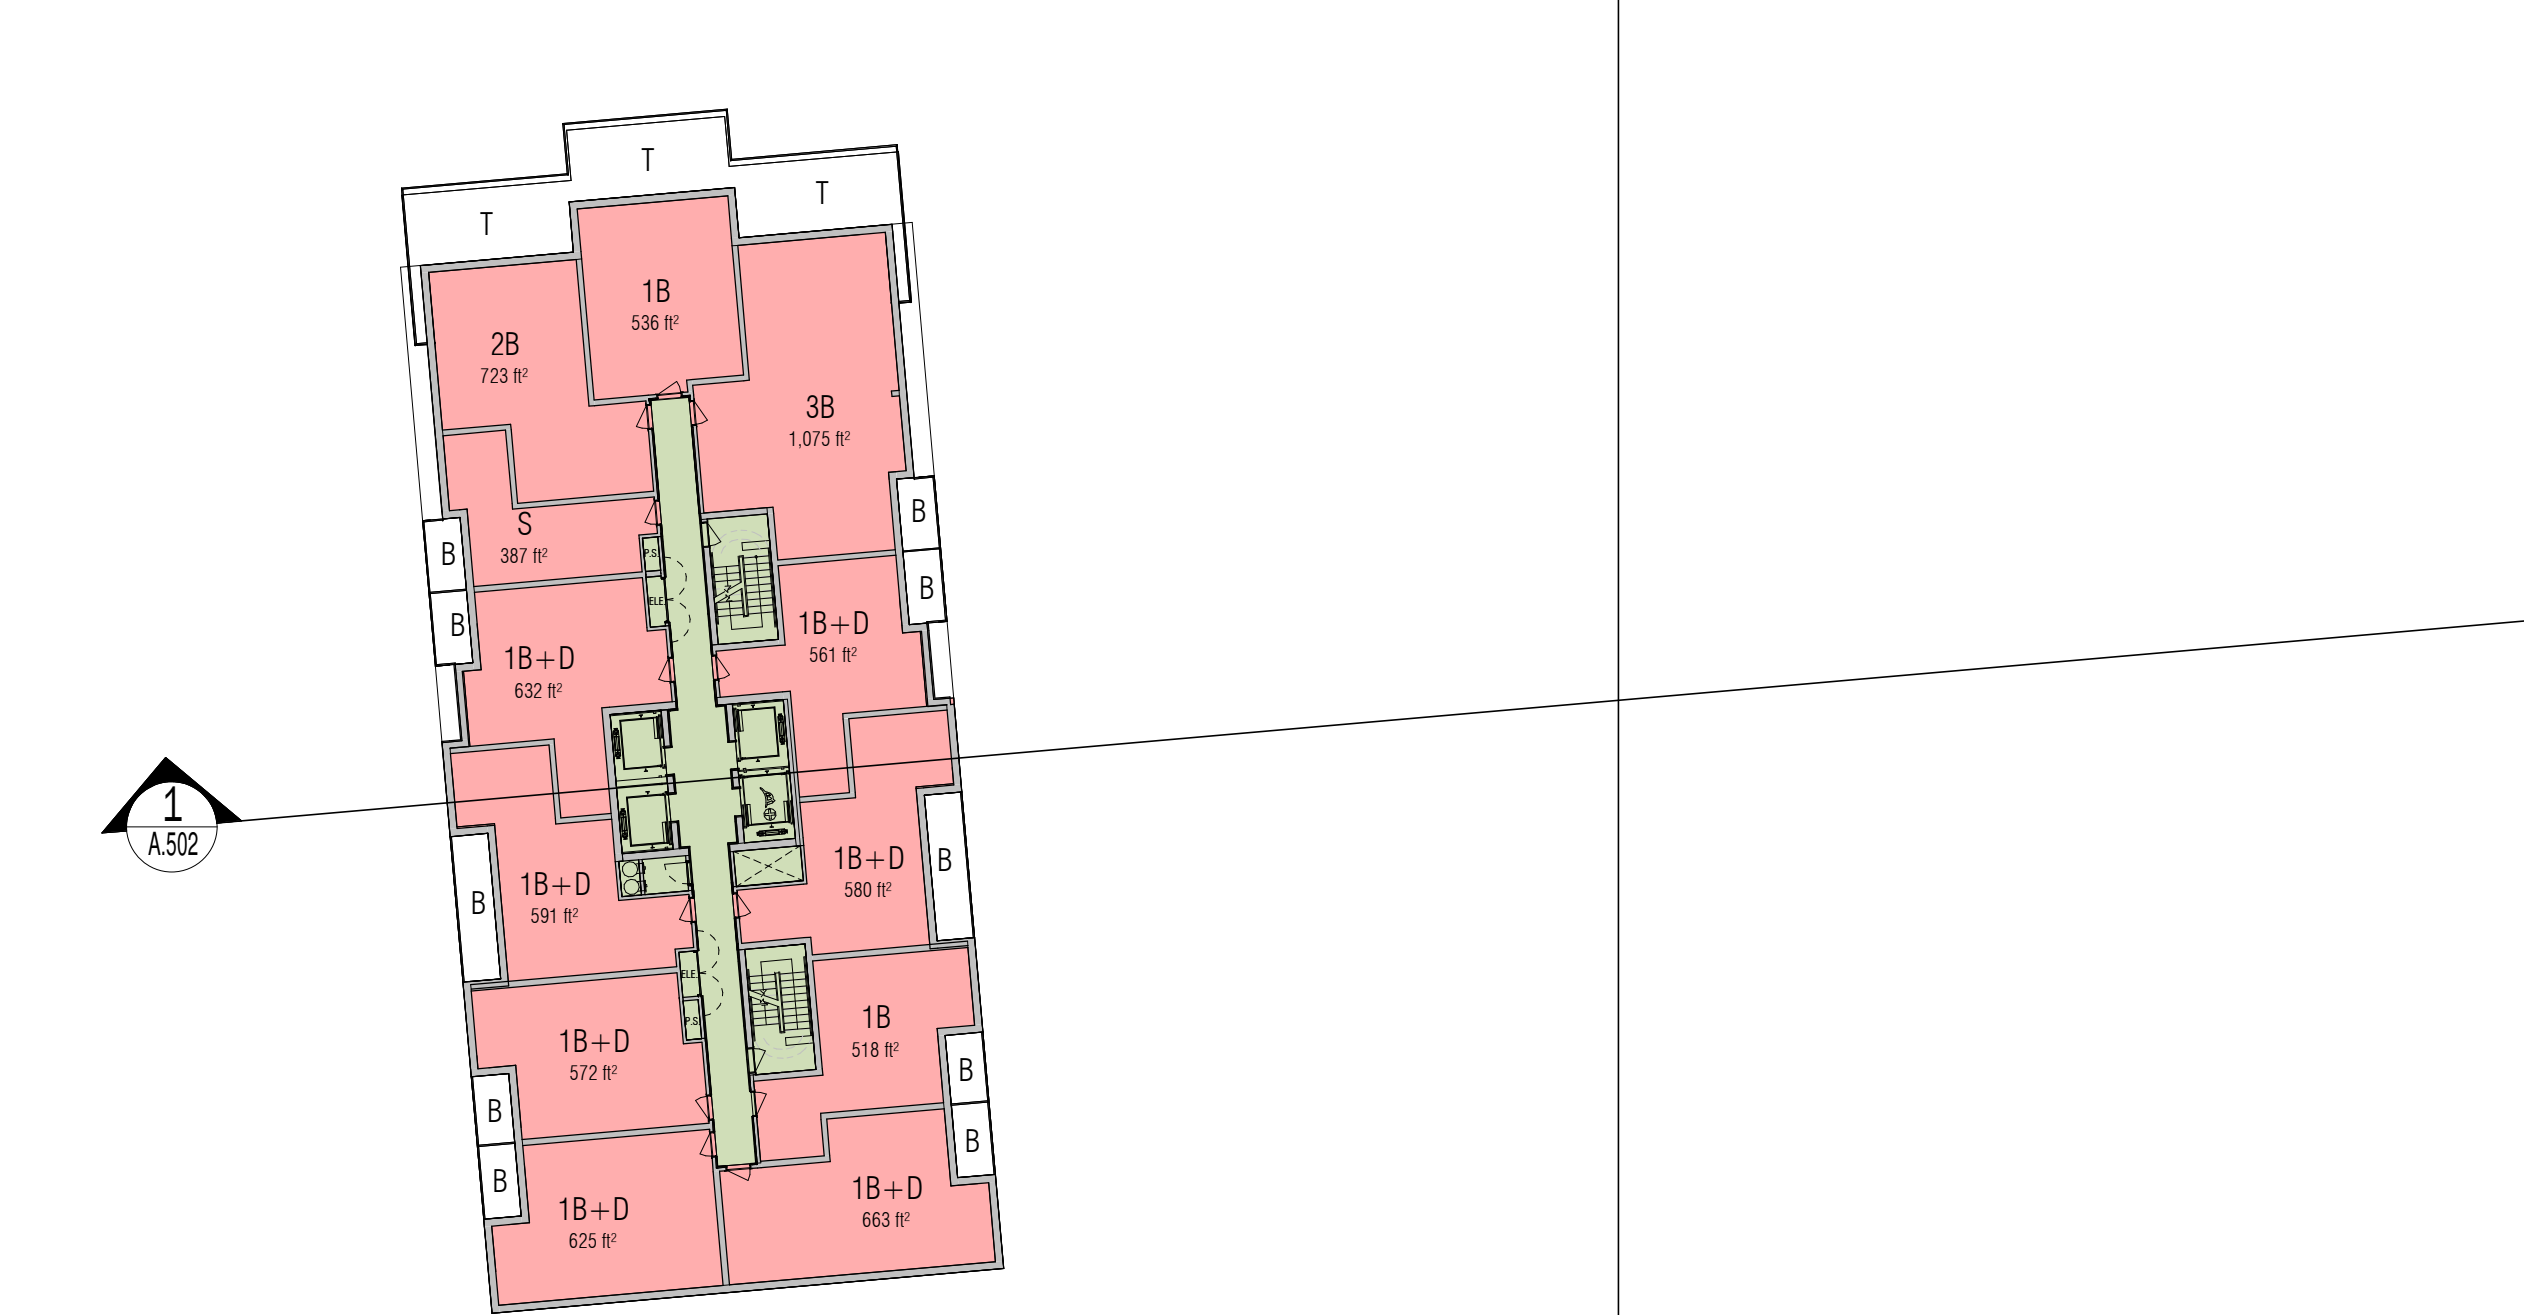 T
T
T
1B
536 ft²
2B
723 ft²
3B
1,075 ft²
B
S
387 ft²
B
P.S.
B
ELE.
B
1B+D
561 ft²
1B+D
632 ft²
1
A.502
B
1B+D
580 ft²
1B+D
591 ft²
B
ELE.
P.S.
1B
518 ft²
1B+D
572 ft²
B
B
B
B
1B+D
663 ft²
1B+D
625 ft²